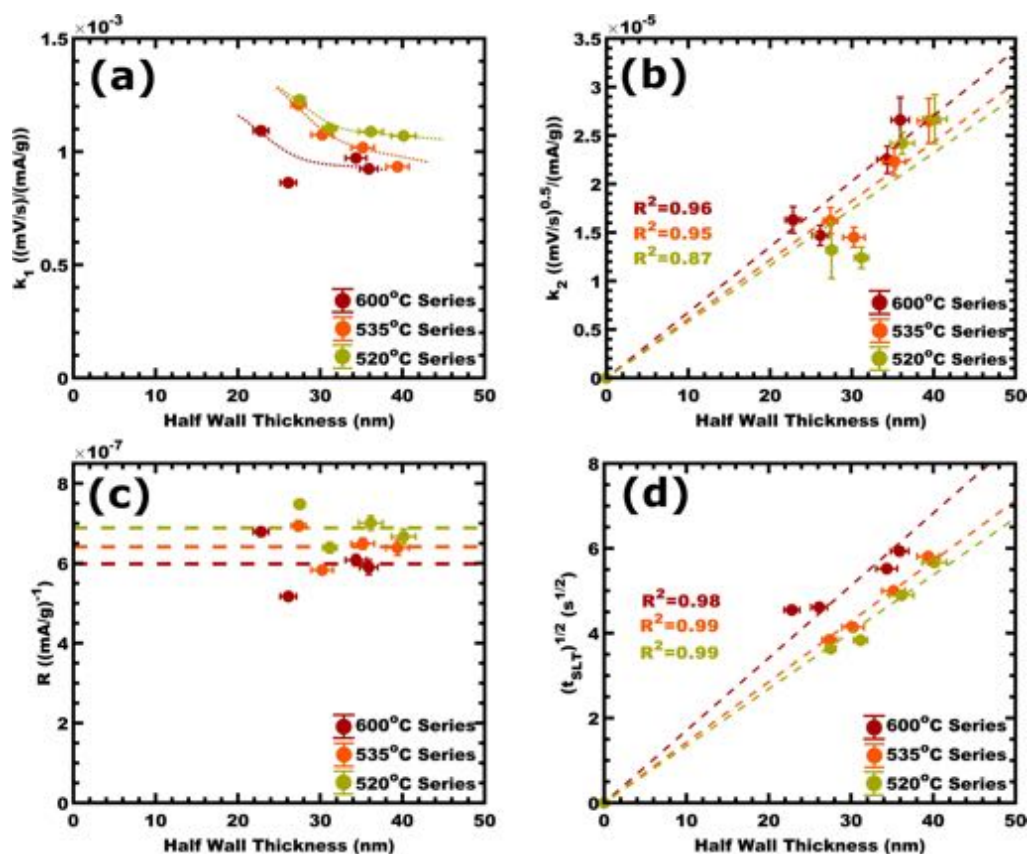 ×10⁻³
(a)
k₁ ((mV/s)/(mA/g))
1.5
1
0.5
0
600°C Series
535°C Series
520°C Series
0 10 20 30 40 50
Half Wall Thickness (nm)
×10⁻⁵
(b)
k₂ ((mV/s)^0.5/(mA/g))
3.5
3
2.5
2
1.5
1
0.5
0
R²=0.96
R²=0.95
R²=0.87
600°C Series
535°C Series
520°C Series
0 10 20 30 40 50
Half Wall Thickness (nm)
×10⁻⁷
(c)
R ((mA/g)⁻¹)
8
6
4
2
0
600°C Series
535°C Series
520°C Series
0 10 20 30 40 50
Half Wall Thickness (nm)
(d)
(t_SLT)^1/2 (s^1/2)
8
6
4
2
0
R²=0.98
R²=0.99
R²=0.99
600°C Series
535°C Series
520°C Series
0 10 20 30 40 50
Half Wall Thickness (nm)